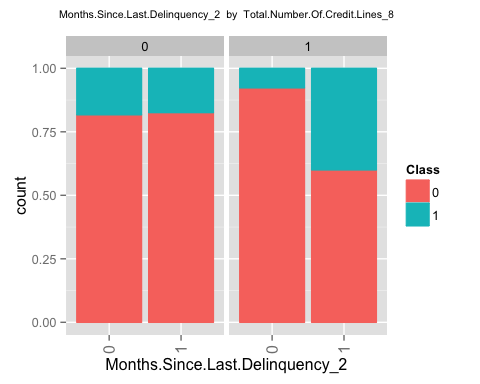 Months.Since.Last.Delinquency_2 by Total.Number.Of.Credit.Lines_8
0 1
1.00
0.75
0.50
0.25
0.00
count
0 1 0 1
Months.Since.Last.Delinquency_2
Class
0
1